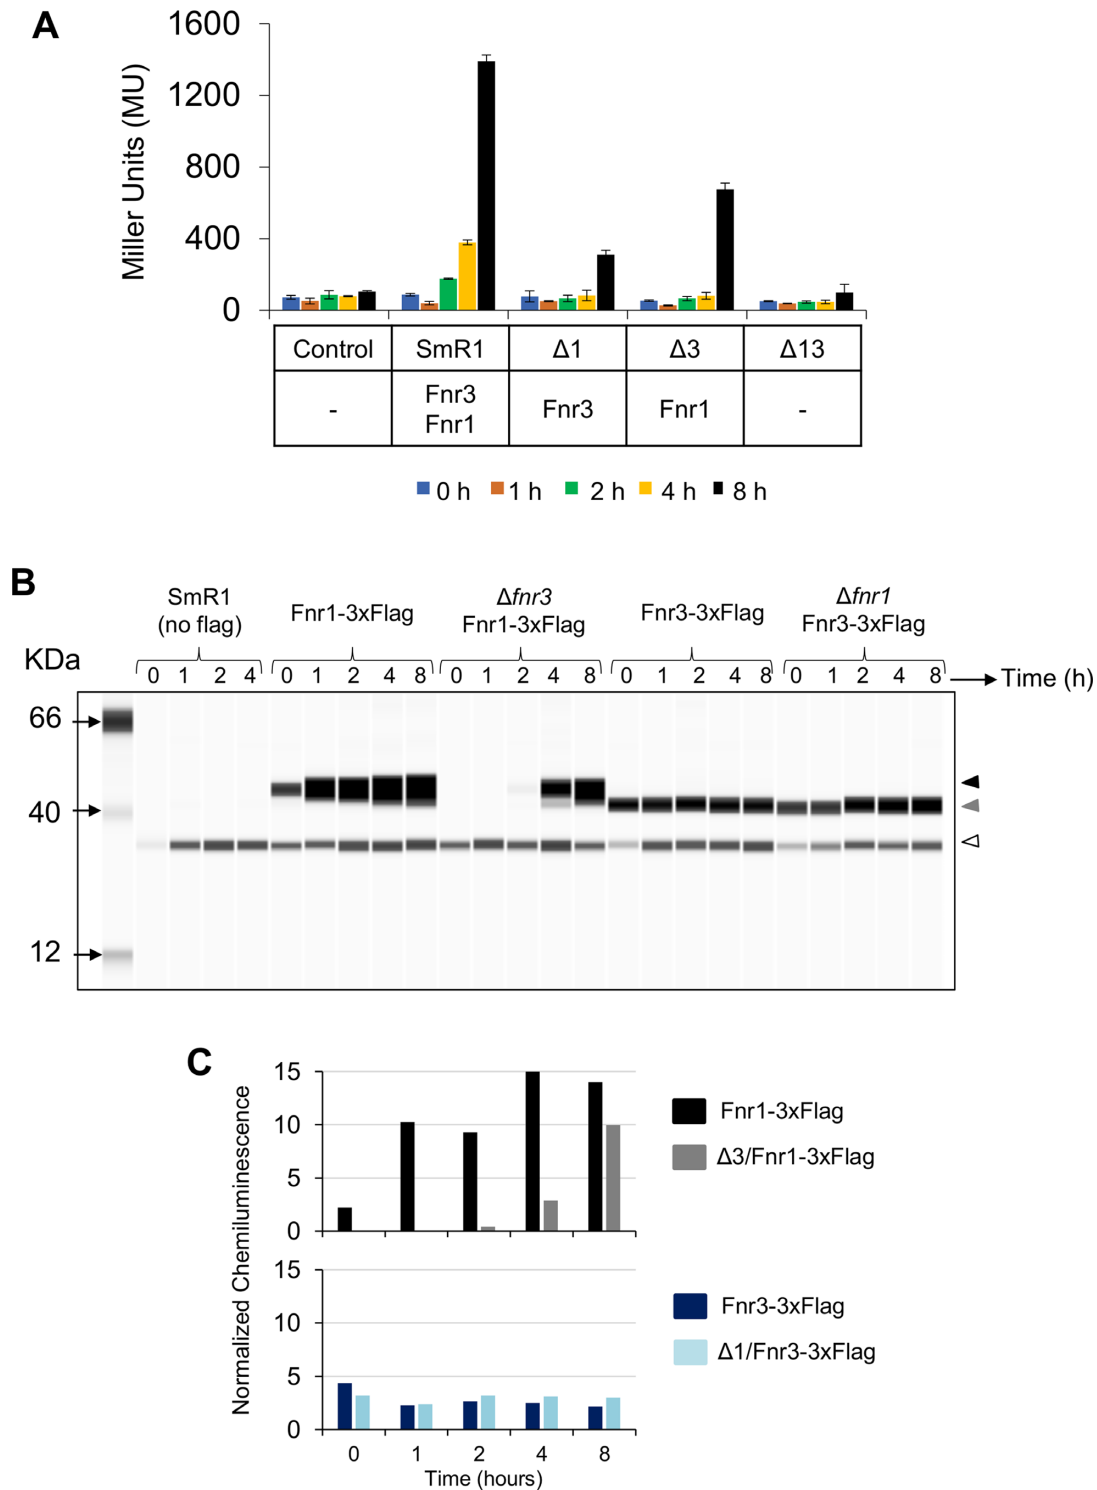 A
Miller Units (MU)
1600
1200
800
400
0
Control SmR1 Δ1 Δ3 Δ13
- Fnr3 Fnr1 Fnr3 Fnr1 -
0 h 1 h 2 h 4 h 8 h
B
SmR1 (no flag) Fnr1-3xFlag Δfnr3 Fnr1-3xFlag Fnr3-3xFlag Δfnr1 Fnr3-3xFlag
KDa
0 1 2 4 0 1 2 4 8 0 1 2 4 8 0 1 2 4 8 0 1 2 4 8 Time (h)
66
40
12
C
Normalized Chemiluminescence
15
10
5
0
Fnr1-3xFlag
Δ3/Fnr1-3xFlag
15
10
5
0
Fnr3-3xFlag
Δ1/Fnr3-3xFlag
0 1 2 4 8
Time (hours)